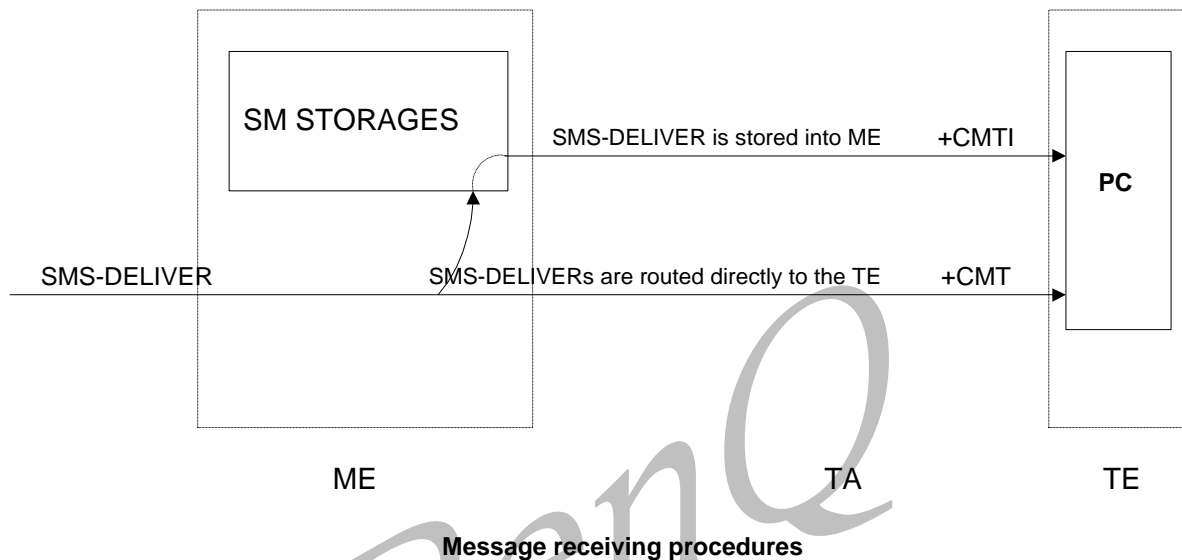 SM STORAGES
SMS-DELIVER is stored into ME
+CMTI
PC
SMS-DELIVER
SMS-DELIVERs are routed directly to the TE
+CMT
ME
TA
TE
BenQ
Message receiving procedures